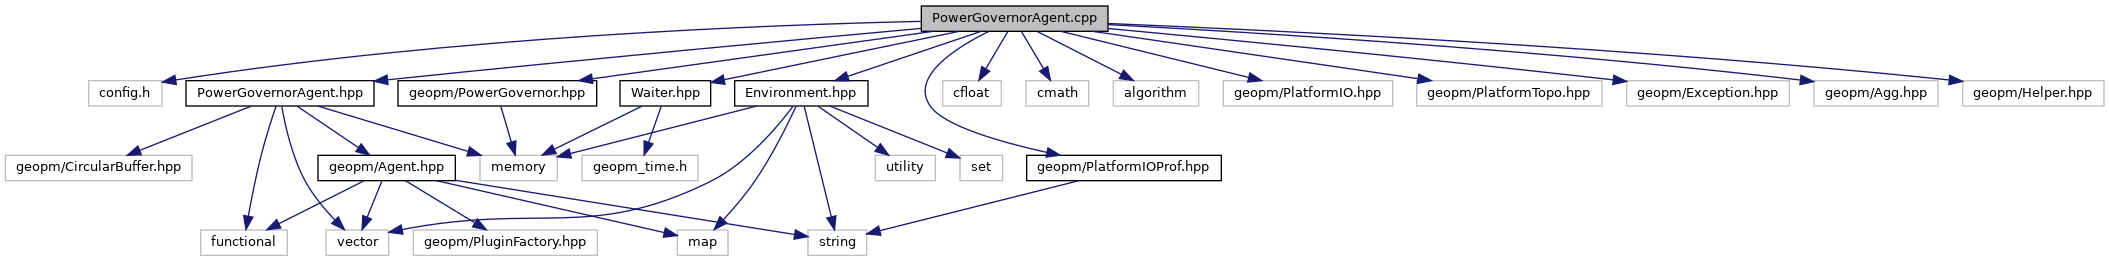 PowerGovernorAgent.cpp
config.h
PowerGovernorAgent.hpp
geopm/PowerGovernor.hpp
Waiter.hpp
Environment.hpp
cfloat
cmath
algorithm
geopm/PlatformIO.hpp
geopm/PlatformTopo.hpp
geopm/Exception.hpp
geopm/Agg.hpp
geopm/Helper.hpp
geopm/CircularBuffer.hpp
geopm/Agent.hpp
memory
geopm_time.h
utility
set
geopm/PlatformIOProf.hpp
functional
vector
geopm/PluginFactory.hpp
map
string